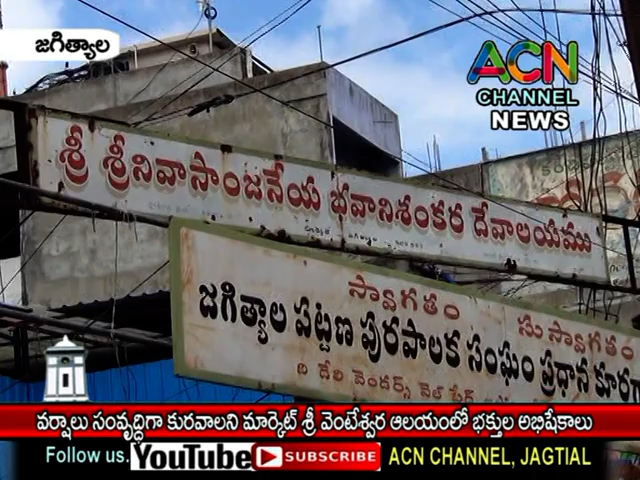 జగిత్యాల
ACN
CHANNEL
NEWS
శ్రీ శ్రీనివాసాంజనేయ భవానిశంకర దేవాలయము
స్వాగతం సుస్వాగతం
జగిత్యాల పట్టణ పురపాలక సంఘం ప్రధాన కూర
ది డైలీ వెండర్స్
వర్షాలు సంవృద్ధిగా కురవాలని మార్కెట్ శ్రీ వెంటేశ్వర ఆలయంలో భక్తుల అభిషేకాలు
Follow us. YouTube SUBSCRIBE ACN CHANNEL, JAGTIAL